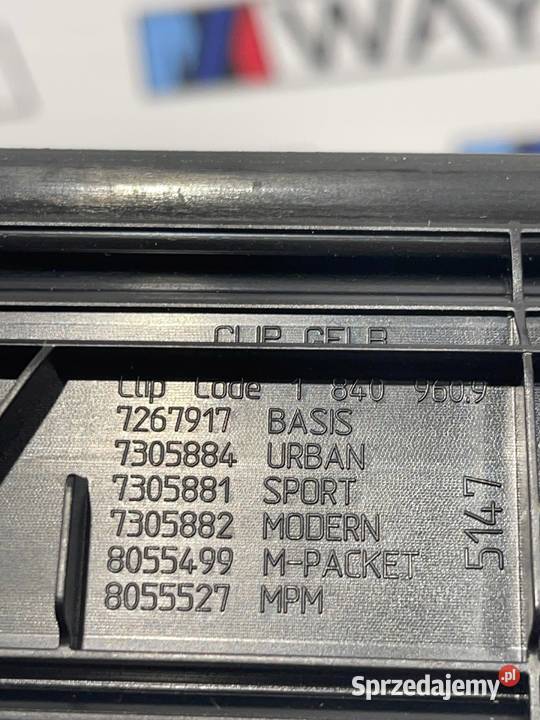 WAY
CLIP GELB
Clip Code 1 840 960.9
7267917 BASIS
7305884 URBAN
7305881 SPORT
7305882 MODERN
8055499 M-PACKET
8055527 MPM
5147
Sprzedajemy.pl